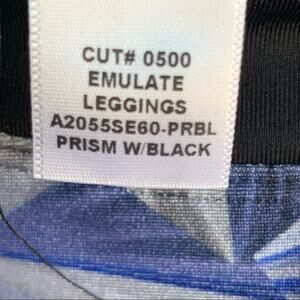 CUT# 0500
EMULATE
LEGGINGS
A2055SE60-PRBL
PRISM W/BLACK